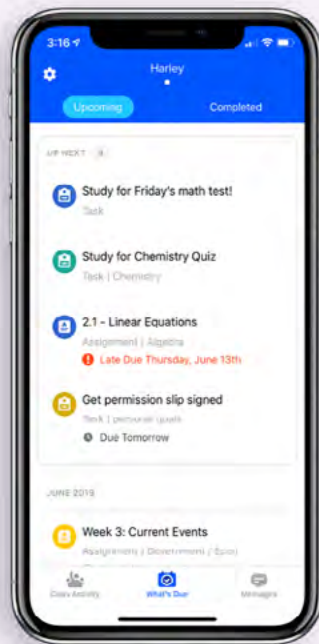 3:16
Harley
Upcoming
Completed
UP NEXT 4
Study for Friday's math test!
Task
Study for Chemistry Quiz
Task | Chemistry
2.1 - Linear Equations
Assignment | Algebra
Late Due Thursday, June 13th
Get permission slip signed
Task | personal goals
Due Tomorrow
JUNE 2019
Week 3: Current Events
Assignment | Government / Econ
Class Activity
What's Due
Messages